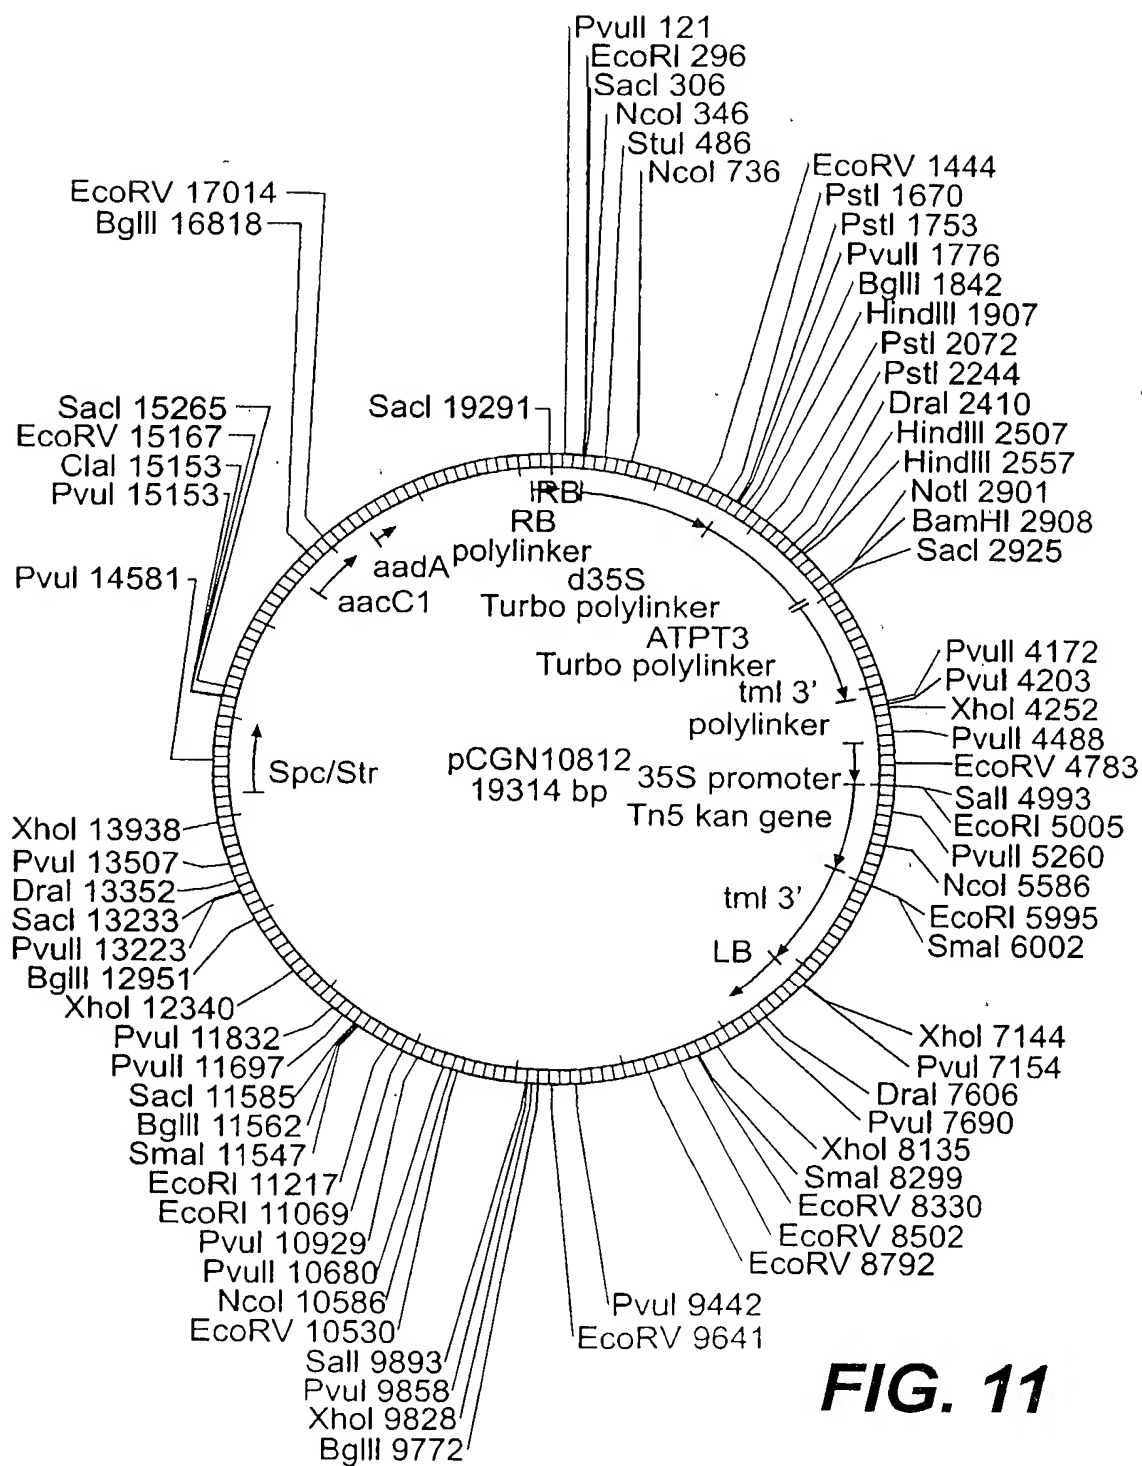 PvuII 121
EcoRI 296
SacI 306
NcoI 346
StuI 486
NcoI 736
EcoRV 1444
PstI 1670
PstI 1753
PvuII 1776
BglII 1842
HindIII 1907
PstI 2072
PstI 2244
DraI 2410
HindIII 2507
HindIII 2557
NotI 2901
BamHI 2908
SacI 2925
PvuII 4172
PvuI 4203
XhoI 4252
PvuII 4488
EcoRV 4783
SalI 4993
EcoRI 5005
PvuII 5260
NcoI 5586
EcoRI 5995
SmaI 6002
XhoI 7144
PvuI 7154
DraI 7606
PvuI 7690
XhoI 8135
SmaI 8299
EcoRV 8330
EcoRV 8502
EcoRV 8792
PvuI 9442
EcoRV 9641
EcoRV 17014
BglII 16818
SacI 19291
SacI 15265
EcoRV 15167
ClaI 15153
PvuI 15153
PvuI 14581
XhoI 13938
PvuI 13507
DraI 13352
SacI 13233
PvuII 13223
BglII 12951
XhoI 12340
PvuI 11832
PvuII 11697
SacI 11585
BglII 11562
SmaI 11547
EcoRI 11217
EcoRI 11069
PvuI 10929
PvuII 10680
NcoI 10586
EcoRV 10530
SalI 9893
PvuI 9858
XhoI 9828
BglII 9772
RB
RB
polylinker
aadA
aacC1
d35S
Turbo polylinker
ATPT3
Turbo polylinker
tml 3'
polylinker
pCGN10812
19314 bp
35S promoter
Tn5 kan gene
Spc/Str
tml 3'
LB
FIG. 11